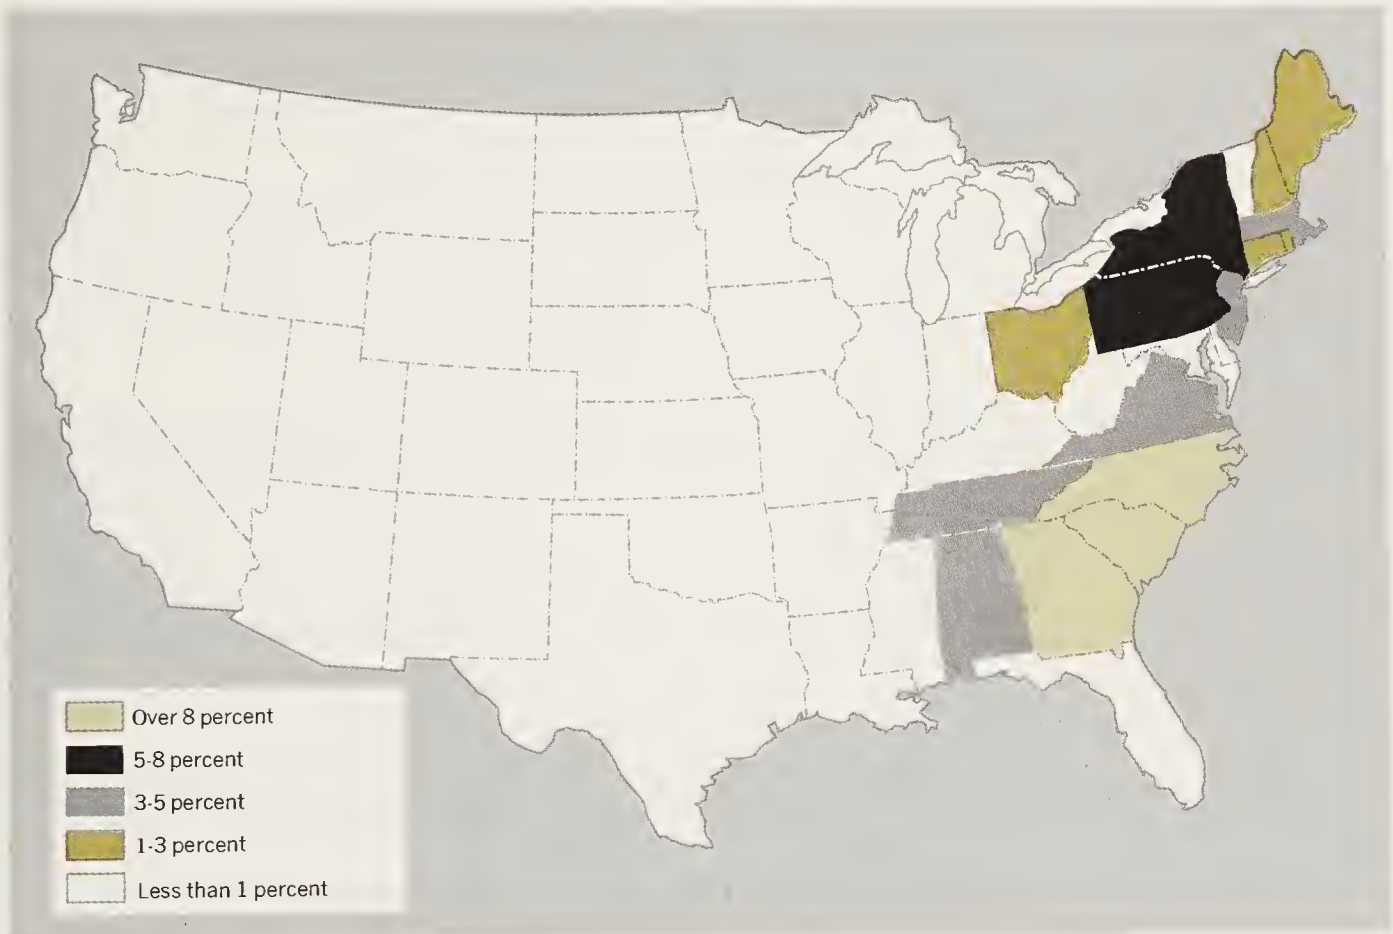 Over 8 percent
5-8 percent
3-5 percent
1-3 percent
Less than 1 percent